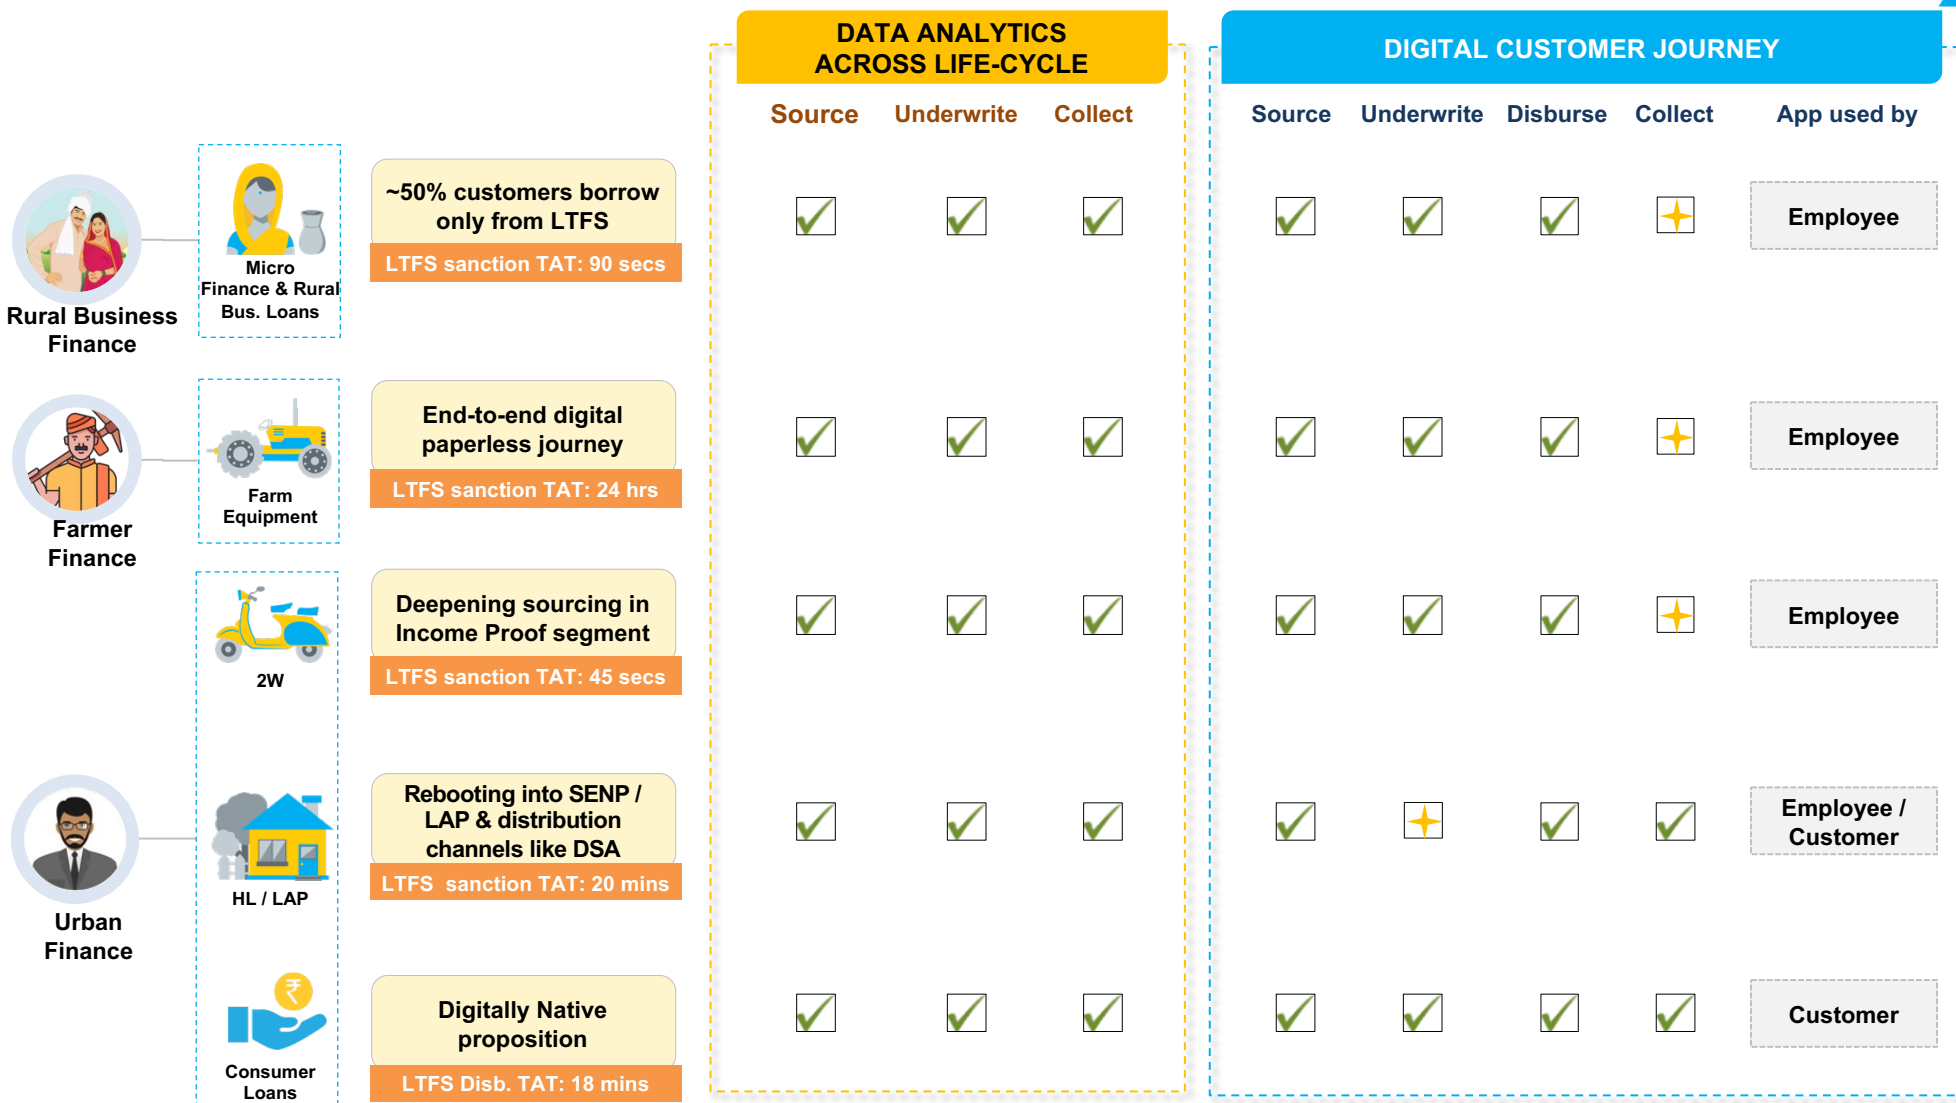 DATA ANALYTICS
ACROSS LIFE-CYCLE
DIGITAL CUSTOMER JOURNEY
Source Underwrite Collect
Source Underwrite Disburse Collect App used by
Rural Business
Finance
Micro
Finance & Rural
Bus. Loans
~50% customers borrow
only from LTFS
LTFS sanction TAT: 90 secs
Employee
Farmer
Finance
Farm
Equipment
End-to-end digital
paperless journey
LTFS sanction TAT: 24 hrs
Employee
2W
Deepening sourcing in
Income Proof segment
LTFS sanction TAT: 45 secs
Employee
Urban
Finance
HL / LAP
Rebooting into SENP /
LAP & distribution
channels like DSA
LTFS sanction TAT: 20 mins
Employee /
Customer
₹
Consumer
Loans
Digitally Native
proposition
LTFS Disb. TAT: 18 mins
Customer